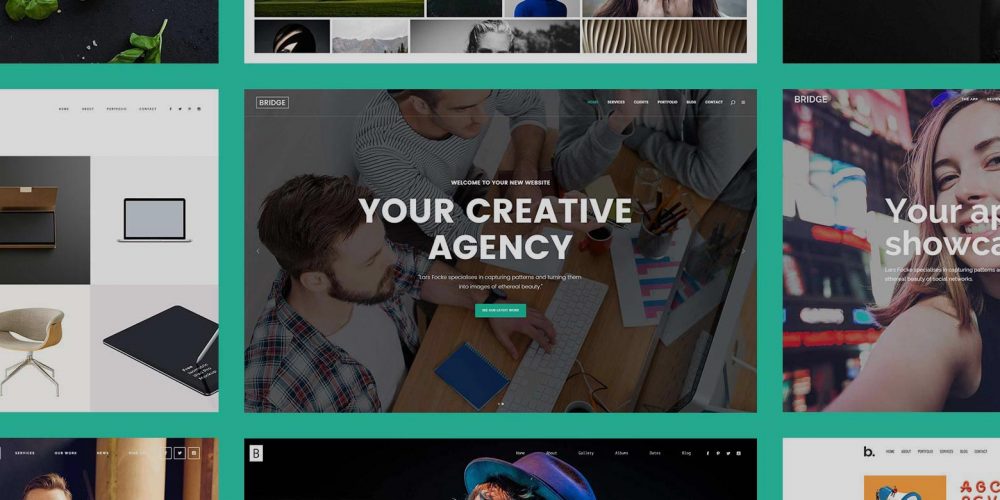 HOME ABOUT PORTFOLIO CONTACT
BRIDGE
HOME SERVICES CLIENTS PORTFOLIO BLOG CONTACT
WELCOME TO YOUR NEW WEBSITE
YOUR CREATIVE
AGENCY
"Lars Focke specialises in capturing patterns and turning them
into images of ethereal beauty."
SEE OUR LATEST WORK
BRIDGE
THE APP
Your ap
showca
Lars Focke specialises in capturing patterns a
ethereal beauty of social networks.
Free
SERVICES OUR WORK NEWS
B
Home About Gallery Albums Dates Blog
b.
HOME ABOUT PORTFOLIO SERVICES BLOG CONTACT
A G C